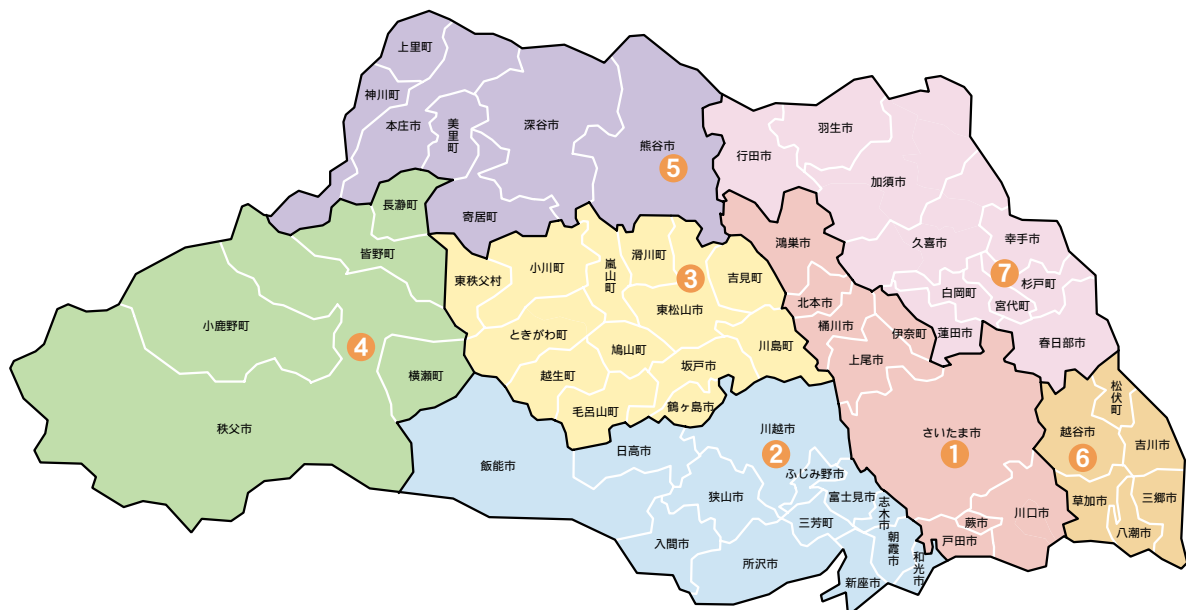 上里町
神川町
本庄市
美里町
深谷市
熊谷市
5
寄居町
行田市
羽生市
加須市
久喜市
幸手市
7
杉戸町
白岡町
宮代町
蓮田市
春日部市
長瀞町
皆野町
小鹿野町
4
横瀬町
秩父市
東秩父村
小川町
嵐山町
滑川町
3
吉見町
東松山市
ときがわ町
鳩山町
川島町
越生町
坂戸市
毛呂山町
鶴ヶ島市
鴻巣市
北本市
桶川市
伊奈町
上尾市
さいたま市
1
川口市
蕨市
戸田市
飯能市
日高市
川越市
2
ふじみ野市
狭山市
富士見市
志木市
三芳町
朝霞市
入間市
所沢市
和光市
新座市
松伏町
越谷市
6
吉川市
草加市
三郷市
八潮市